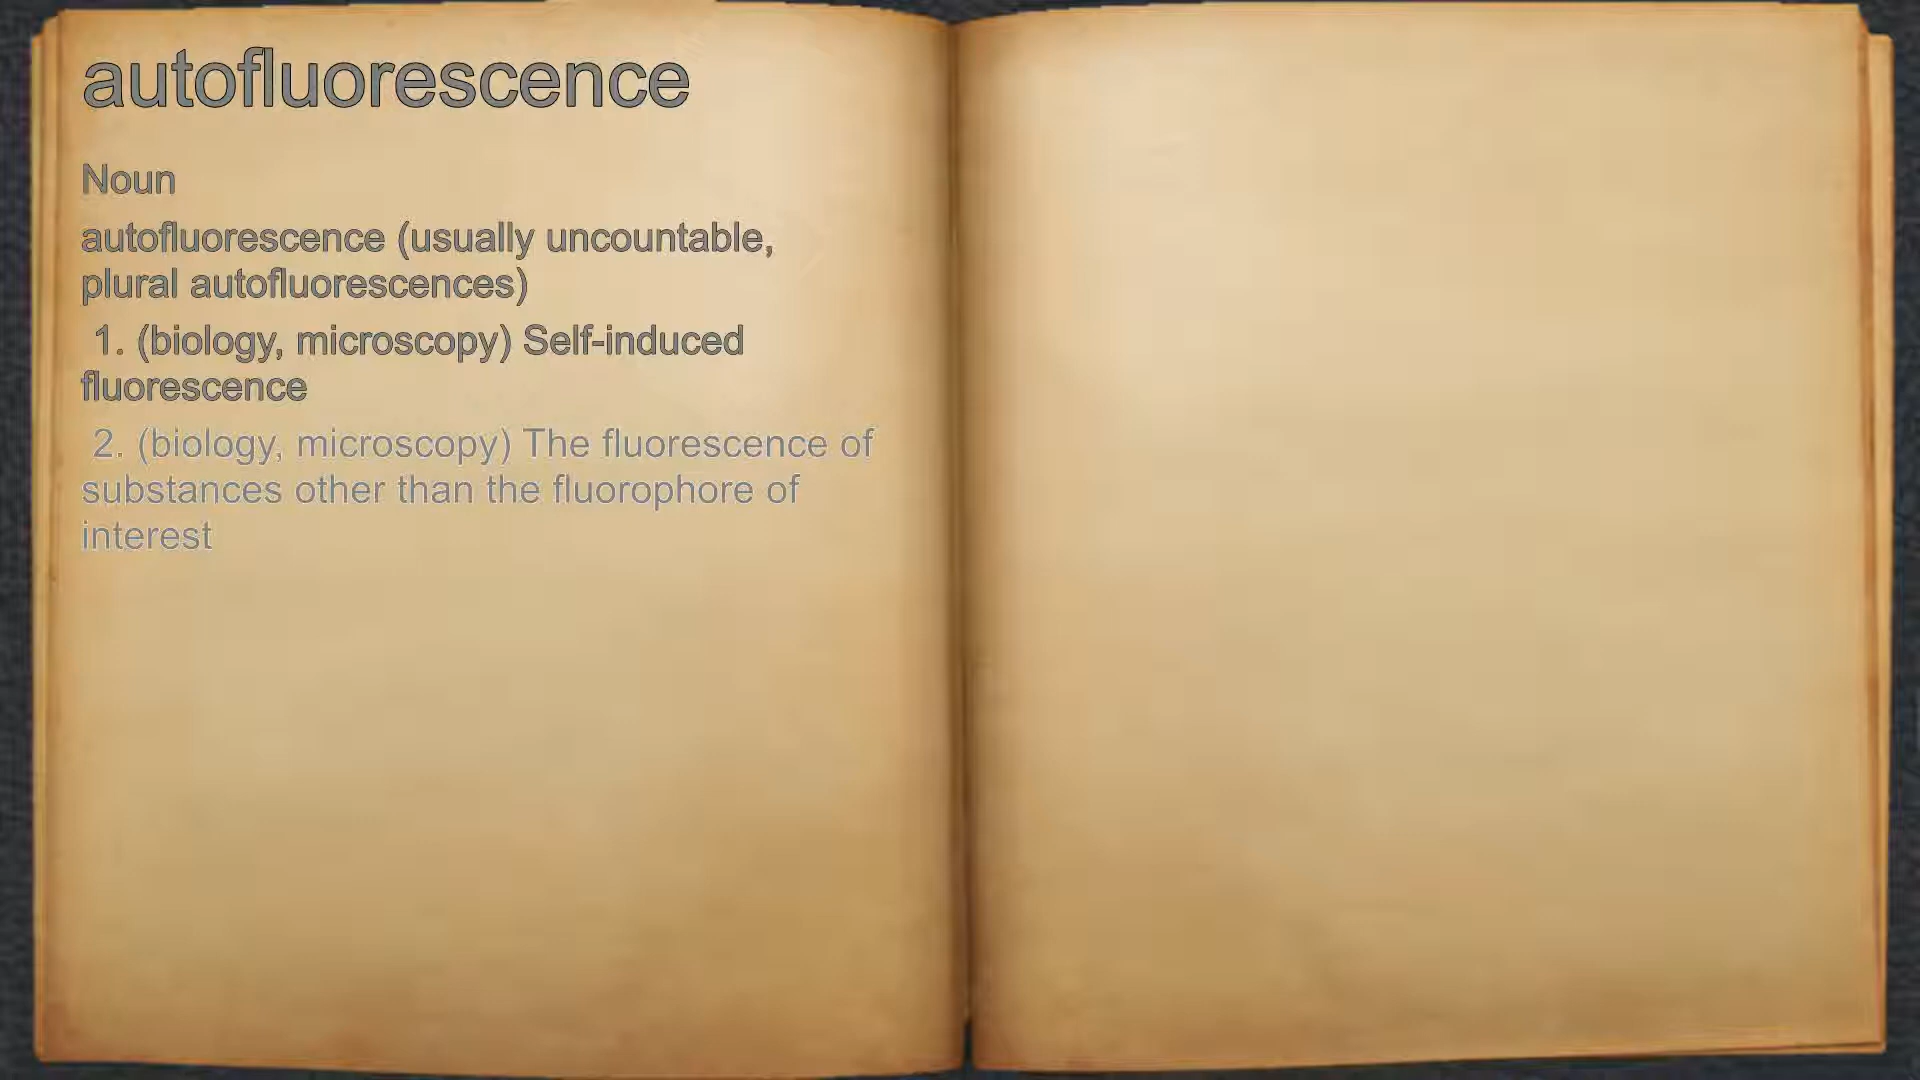 autofluorescence
Noun
autofluorescence (usually uncountable,
plural autofluorescences)
1. (biology, microscopy) Self-induced
fluorescence
2. (biology, microscopy) The fluorescence of
substances other than the fluorophore of
interest